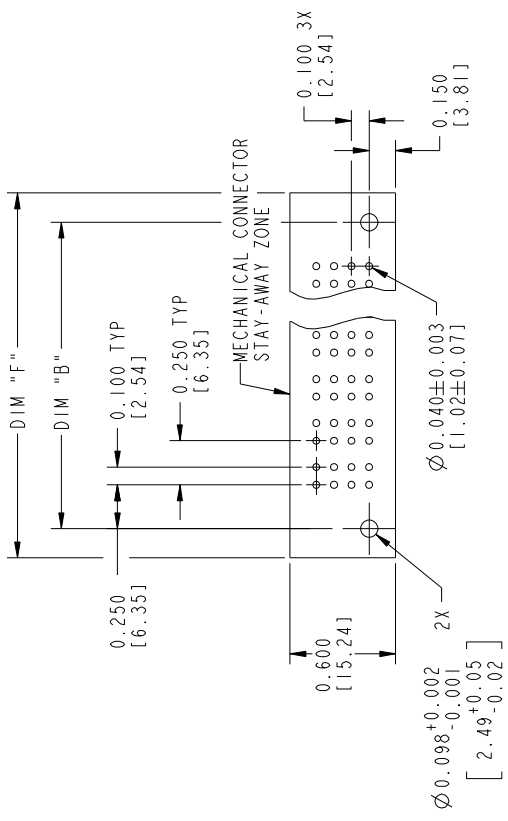 DIM "F"
DIM "B"
0.100 TYP
[2.54]
0.250 TYP
[6.35]
0.250
[6.35]
MECHANICAL CONNECTOR
STAY-AWAY ZONE
0.100 3X
[2.54]
0.150
[3.81]
0.600
[15.24]
2X
Ø0.098+0.002
-0.001
[2.49+0.05
-0.02]
Ø0.040±0.003
[1.02±0.07]